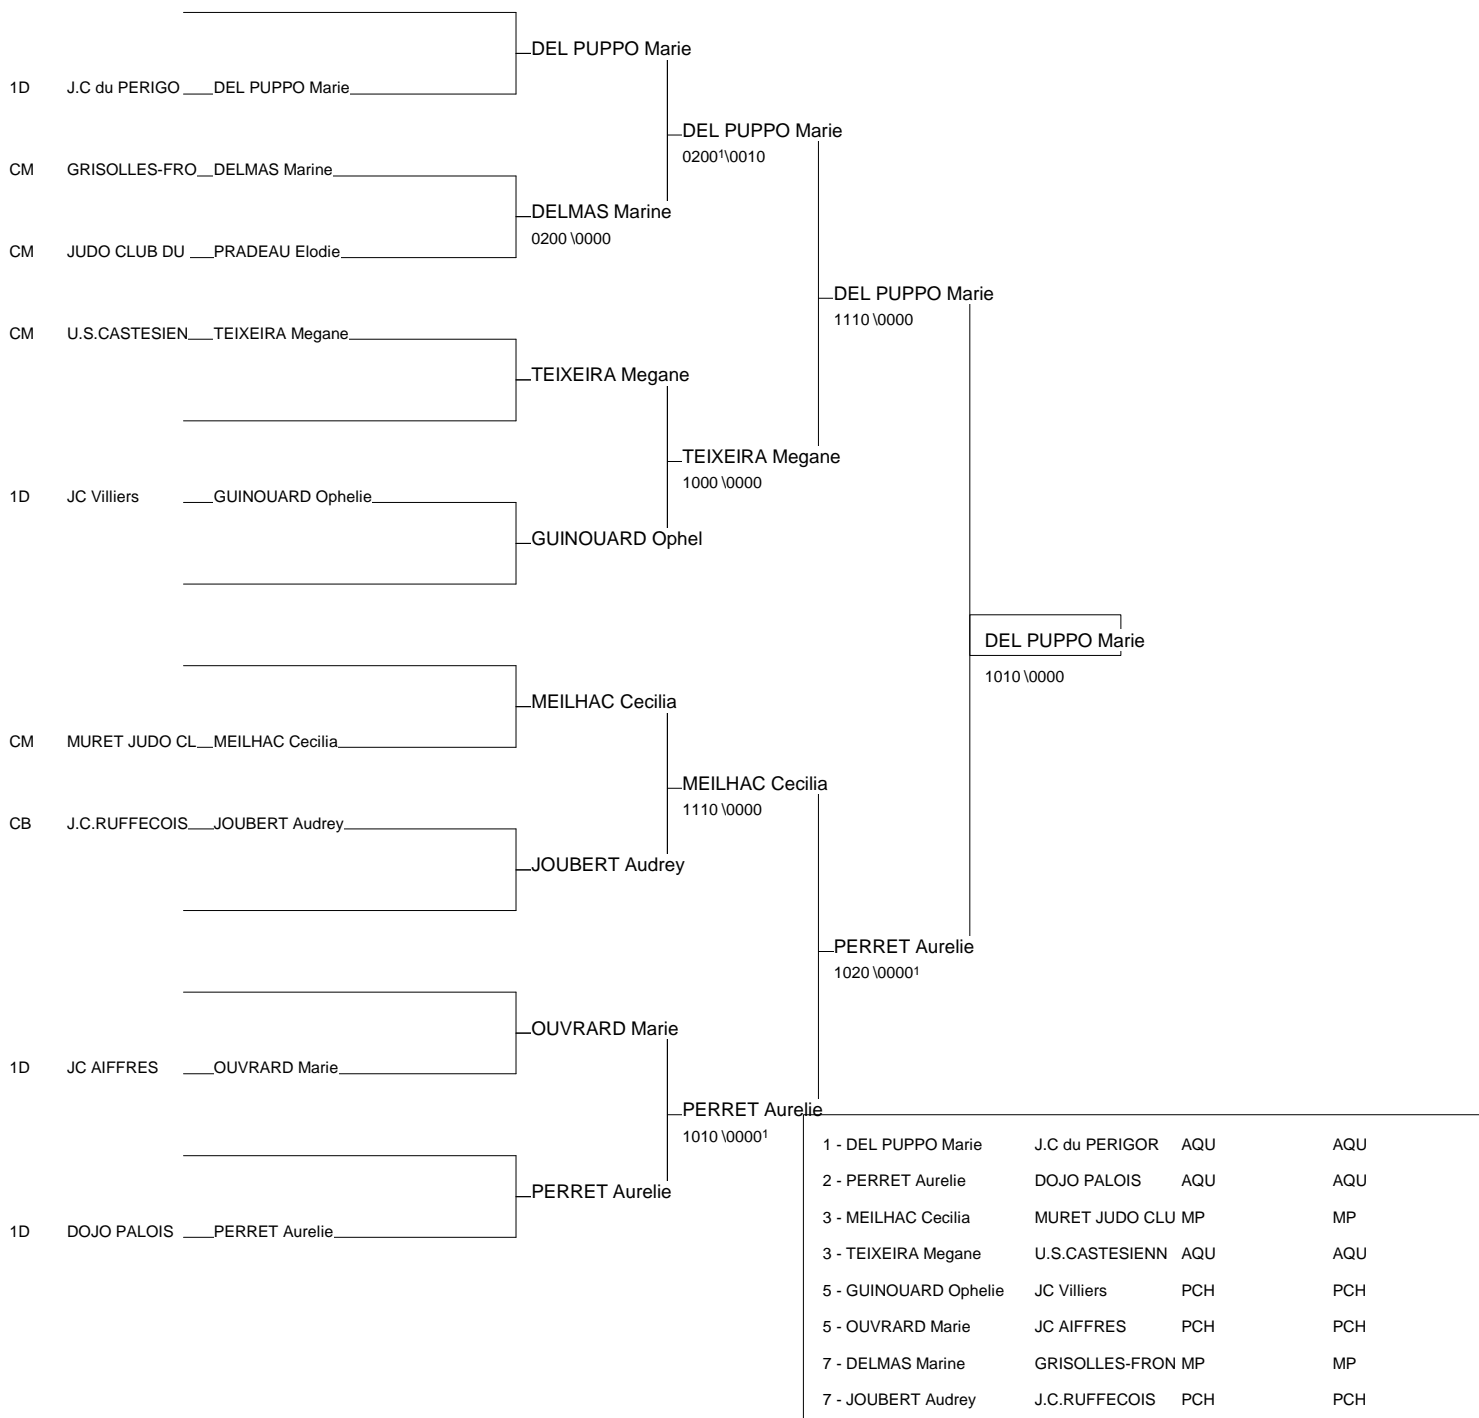 DEL PUPPO Marie
1D J.C du PERIGO DEL PUPPO Marie
DEL PUPPO Marie
0200¹\0010
CM GRISOLLES-FRO DELMAS Marine
DELMAS Marine
0200 \0000
CM JUDO CLUB DU PRADEAU Elodie
DEL PUPPO Marie
1110 \0000
CM U.S.CASTESIEN TEIXEIRA Megane
TEIXEIRA Megane
TEIXEIRA Megane
1000 \0000
1D JC Villiers GUINOUARD Ophelie
GUINOUARD Ophel
DEL PUPPO Marie
1010 \0000
MEILHAC Cecilia
CM MURET JUDO CL MEILHAC Cecilia
MEILHAC Cecilia
1110 \0000
CB J.C.RUFFECOIS JOUBERT Audrey
JOUBERT Audrey
PERRET Aurelie
1020 \0000¹
OUVRARD Marie
1D JC AIFFRES OUVRARD Marie
PERRET Aurelie
1010 \0000¹
PERRET Aurelie
1D DOJO PALOIS PERRET Aurelie
1 - DEL PUPPO Marie J.C du PERIGOR AQU AQU
2 - PERRET Aurelie DOJO PALOIS AQU AQU
3 - MEILHAC Cecilia MURET JUDO CLU MP MP
3 - TEIXEIRA Megane U.S.CASTESIENN AQU AQU
5 - GUINOUARD Ophelie JC Villiers PCH PCH
5 - OUVRARD Marie JC AIFFRES PCH PCH
7 - DELMAS Marine GRISOLLES-FRON MP MP
7 - JOUBERT Audrey J.C.RUFFECOIS PCH PCH